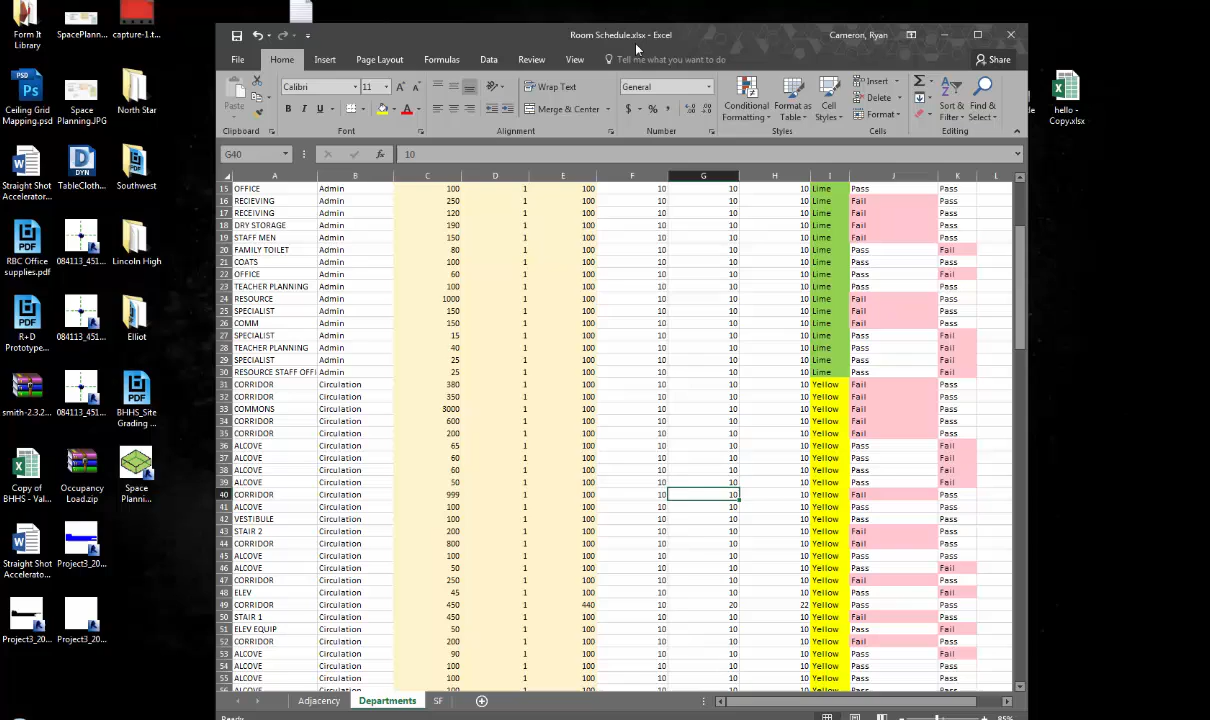 Form It Library
SpacePlann...
capture-1.t...
Ceiling Grid Mapping.psd
Space Planning.JPG
North Star
Straight Shot Accelerator...
TableCloth...
Southwest
RBC Office supplies.pdf
084113_451...
Lincoln High
R+D Prototype...
084113_451...
Elliot
smith-2.3.2...
084113_451...
BHHS_Site Grading ...
Copy of BHHS - Val...
Occupancy Load.zip
Space Planni...
Straight Shot Accelerato...
Project3_20...
Project3_20...
Project3_20...
hello - Copy.xlsx
Room Schedule.xlsx - Excel
Cameron, Ryan
File Home Insert Page Layout Formulas Data Review View Tell me what you want to do Share
Paste Calibri 11 Wrap Text General Conditional Formatting Format as Table Cell Styles Insert Sort & Filter Find & Select
B I U Merge & Center $ % Delete
Format
Clipboard Font Alignment Number Styles Cells Editing
G40 fx 10
A B C D E F G H I J K L
15 OFFICE Admin 100 1 100 10 10 10 Lime Pass Pass
16 RECIEVING Admin 250 1 100 10 10 10 Lime Fail Pass
17 RECEIVING Admin 120 1 100 10 10 10 Lime Fail Pass
18 DRY STORAGE Admin 190 1 100 10 10 10 Lime Fail Pass
19 STAFF MEN Admin 150 1 100 10 10 10 Lime Fail Pass
20 FAMILY TOILET Admin 80 1 100 10 10 10 Lime Pass Fail
21 COATS Admin 100 1 100 10 10 10 Lime Pass Pass
22 OFFICE Admin 60 1 100 10 10 10 Lime Pass Fail
23 TEACHER PLANNING Admin 100 1 100 10 10 10 Lime Pass Pass
24 RESOURCE Admin 1000 1 100 10 10 10 Lime Fail Pass
25 SPECIALIST Admin 150 1 100 10 10 10 Lime Fail Pass
26 COMM Admin 150 1 100 10 10 10 Lime Fail Pass
27 SPECIALIST Admin 15 1 100 10 10 10 Lime Pass Fail
28 TEACHER PLANNING Admin 40 1 100 10 10 10 Lime Pass Fail
29 SPECIALIST Admin 25 1 100 10 10 10 Lime Pass Fail
30 RESOURCE STAFF OFFI Admin 25 1 100 10 10 10 Lime Pass Fail
31 CORRIDOR Circulation 380 1 100 10 10 10 Yellow Fail Pass
32 CORRIDOR Circulation 350 1 100 10 10 10 Yellow Fail Pass
33 COMMONS Circulation 3000 1 100 10 10 10 Yellow Fail Pass
34 CORRIDOR Circulation 600 1 100 10 10 10 Yellow Fail Pass
35 CORRIDOR Circulation 200 1 100 10 10 10 Yellow Fail Pass
36 ALCOVE Circulation 65 1 100 10 10 10 Yellow Pass Fail
37 ALCOVE Circulation 60 1 100 10 10 10 Yellow Pass Fail
38 ALCOVE Circulation 60 1 100 10 10 10 Yellow Pass Fail
39 ALCOVE Circulation 50 1 100 10 10 10 Yellow Pass Fail
40 CORRIDOR Circulation 999 1 100 10 10 10 Yellow Fail Pass
41 ALCOVE Circulation 100 1 100 10 10 10 Yellow Pass Pass
42 VESTIBULE Circulation 100 1 100 10 10 10 Yellow Pass Pass
43 STAIR 2 Circulation 200 1 100 10 10 10 Yellow Fail Pass
44 CORRIDOR Circulation 800 1 100 10 10 10 Yellow Fail Pass
45 ALCOVE Circulation 100 1 100 10 10 10 Yellow Pass Pass
46 ALCOVE Circulation 50 1 100 10 10 10 Yellow Pass Fail
47 CORRIDOR Circulation 250 1 100 10 10 10 Yellow Fail Pass
48 ELEV Circulation 45 1 100 10 10 10 Yellow Pass Fail
49 CORRIDOR Circulation 450 1 440 10 20 22 Yellow Pass Pass
50 STAIR 1 Circulation 450 1 100 10 10 10 Yellow Fail Pass
51 ELEV EQUIP Circulation 50 1 100 10 10 10 Yellow Pass Fail
52 CORRIDOR Circulation 200 1 100 10 10 10 Yellow Fail Pass
53 ALCOVE Circulation 90 1 100 10 10 10 Yellow Pass Fail
54 ALCOVE Circulation 100 1 100 10 10 10 Yellow Pass Pass
55 ALCOVE Circulation 100 1 100 10 10 10 Yellow Pass Pass
Adjacency Departments SF
Ready 85%